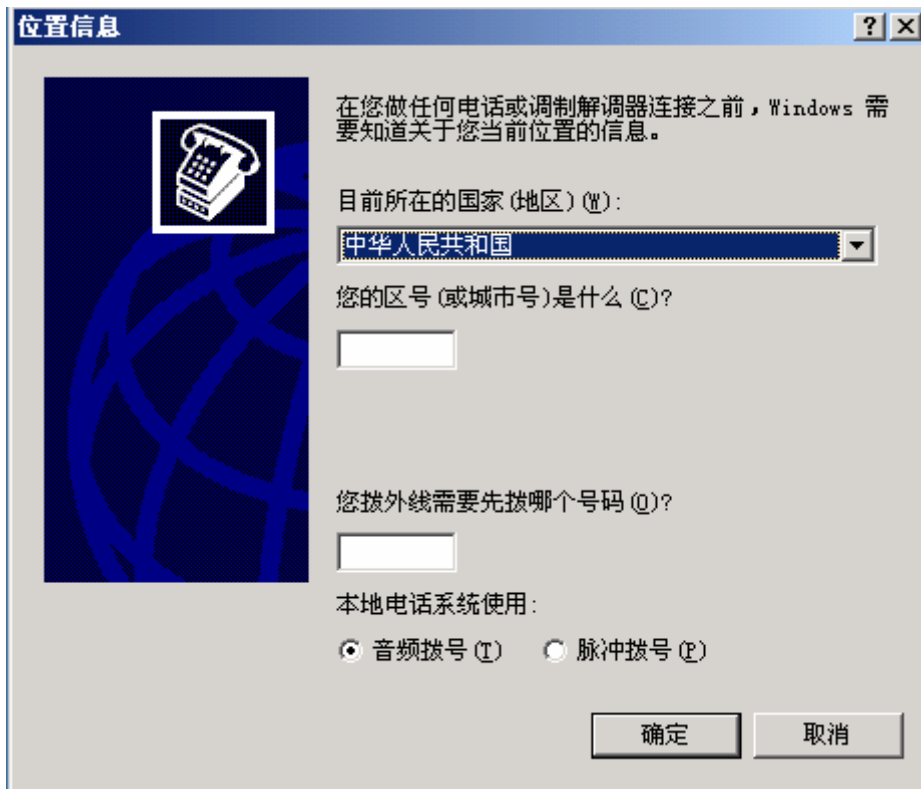 位置信息
在您做任何电话或调制解调器连接之前，Windows 需
要知道关于您当前位置的信息。
目前所在的国家(地区)(W):
中华人民共和国
您的区号(或城市号)是什么(C)?
您拨外线需要先拨哪个号码(O)?
本地电话系统使用:
音频拨号(T) 脉冲拨号(P)
确定 取消